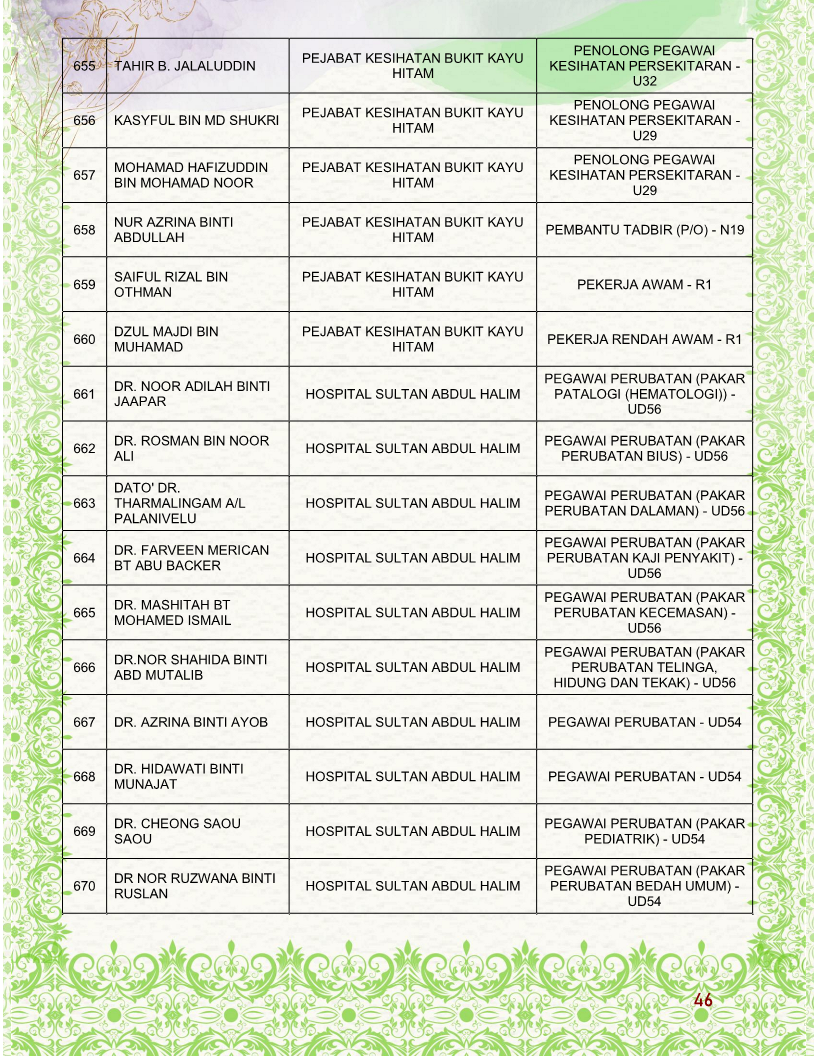 655 TAHIR B. JALALUDDIN PEJABAT KESIHATAN BUKIT KAYU HITAM PENOLONG PEGAWAI KESIHATAN PERSEKITARAN - U32
656 KASYFUL BIN MD SHUKRI PEJABAT KESIHATAN BUKIT KAYU HITAM PENOLONG PEGAWAI KESIHATAN PERSEKITARAN - U29
657 MOHAMAD HAFIZUDDIN BIN MOHAMAD NOOR PEJABAT KESIHATAN BUKIT KAYU HITAM PENOLONG PEGAWAI KESIHATAN PERSEKITARAN - U29
658 NUR AZRINA BINTI ABDULLAH PEJABAT KESIHATAN BUKIT KAYU HITAM PEMBANTU TADBIR (P/O) - N19
659 SAIFUL RIZAL BIN OTHMAN PEJABAT KESIHATAN BUKIT KAYU HITAM PEKERJA AWAM - R1
660 DZUL MAJDI BIN MUHAMAD PEJABAT KESIHATAN BUKIT KAYU HITAM PEKERJA RENDAH AWAM - R1
661 DR. NOOR ADILAH BINTI JAAPAR HOSPITAL SULTAN ABDUL HALIM PEGAWAI PERUBATAN (PAKAR PATALOGI (HEMATOLOGI)) - UD56
662 DR. ROSMAN BIN NOOR ALI HOSPITAL SULTAN ABDUL HALIM PEGAWAI PERUBATAN (PAKAR PERUBATAN BIUS) - UD56
663 DATO' DR. THARMALINGAM A/L PALANIVELU HOSPITAL SULTAN ABDUL HALIM PEGAWAI PERUBATAN (PAKAR PERUBATAN DALAMAN) - UD56
664 DR. FARVEEN MERICAN BT ABU BACKER HOSPITAL SULTAN ABDUL HALIM PEGAWAI PERUBATAN (PAKAR PERUBATAN KAJI PENYAKIT) - UD56
665 DR. MASHITAH BT MOHAMED ISMAIL HOSPITAL SULTAN ABDUL HALIM PEGAWAI PERUBATAN (PAKAR PERUBATAN KECEMASAN) - UD56
666 DR.NOR SHAHIDA BINTI ABD MUTALIB HOSPITAL SULTAN ABDUL HALIM PEGAWAI PERUBATAN (PAKAR PERUBATAN TELINGA, HIDUNG DAN TEKAK) - UD56
667 DR. AZRINA BINTI AYOB HOSPITAL SULTAN ABDUL HALIM PEGAWAI PERUBATAN - UD54
668 DR. HIDAWATI BINTI MUNAJAT HOSPITAL SULTAN ABDUL HALIM PEGAWAI PERUBATAN - UD54
669 DR. CHEONG SAOU SAOU HOSPITAL SULTAN ABDUL HALIM PEGAWAI PERUBATAN (PAKAR PEDIATRIK) - UD54
670 DR NOR RUZWANA BINTI RUSLAN HOSPITAL SULTAN ABDUL HALIM PEGAWAI PERUBATAN (PAKAR PERUBATAN BEDAH UMUM) - UD54
46